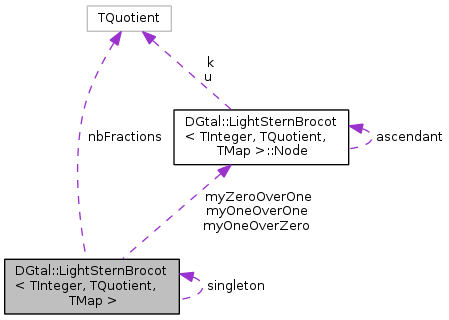 TQuotient
k
u
DGtal::LightSternBrocot
< TInteger, TQuotient,
TMap >::Node
ascendant
nbFractions
myZeroOverOne
myOneOverOne
myOneOverZero
DGtal::LightSternBrocot
< TInteger, TQuotient,
TMap >
singleton